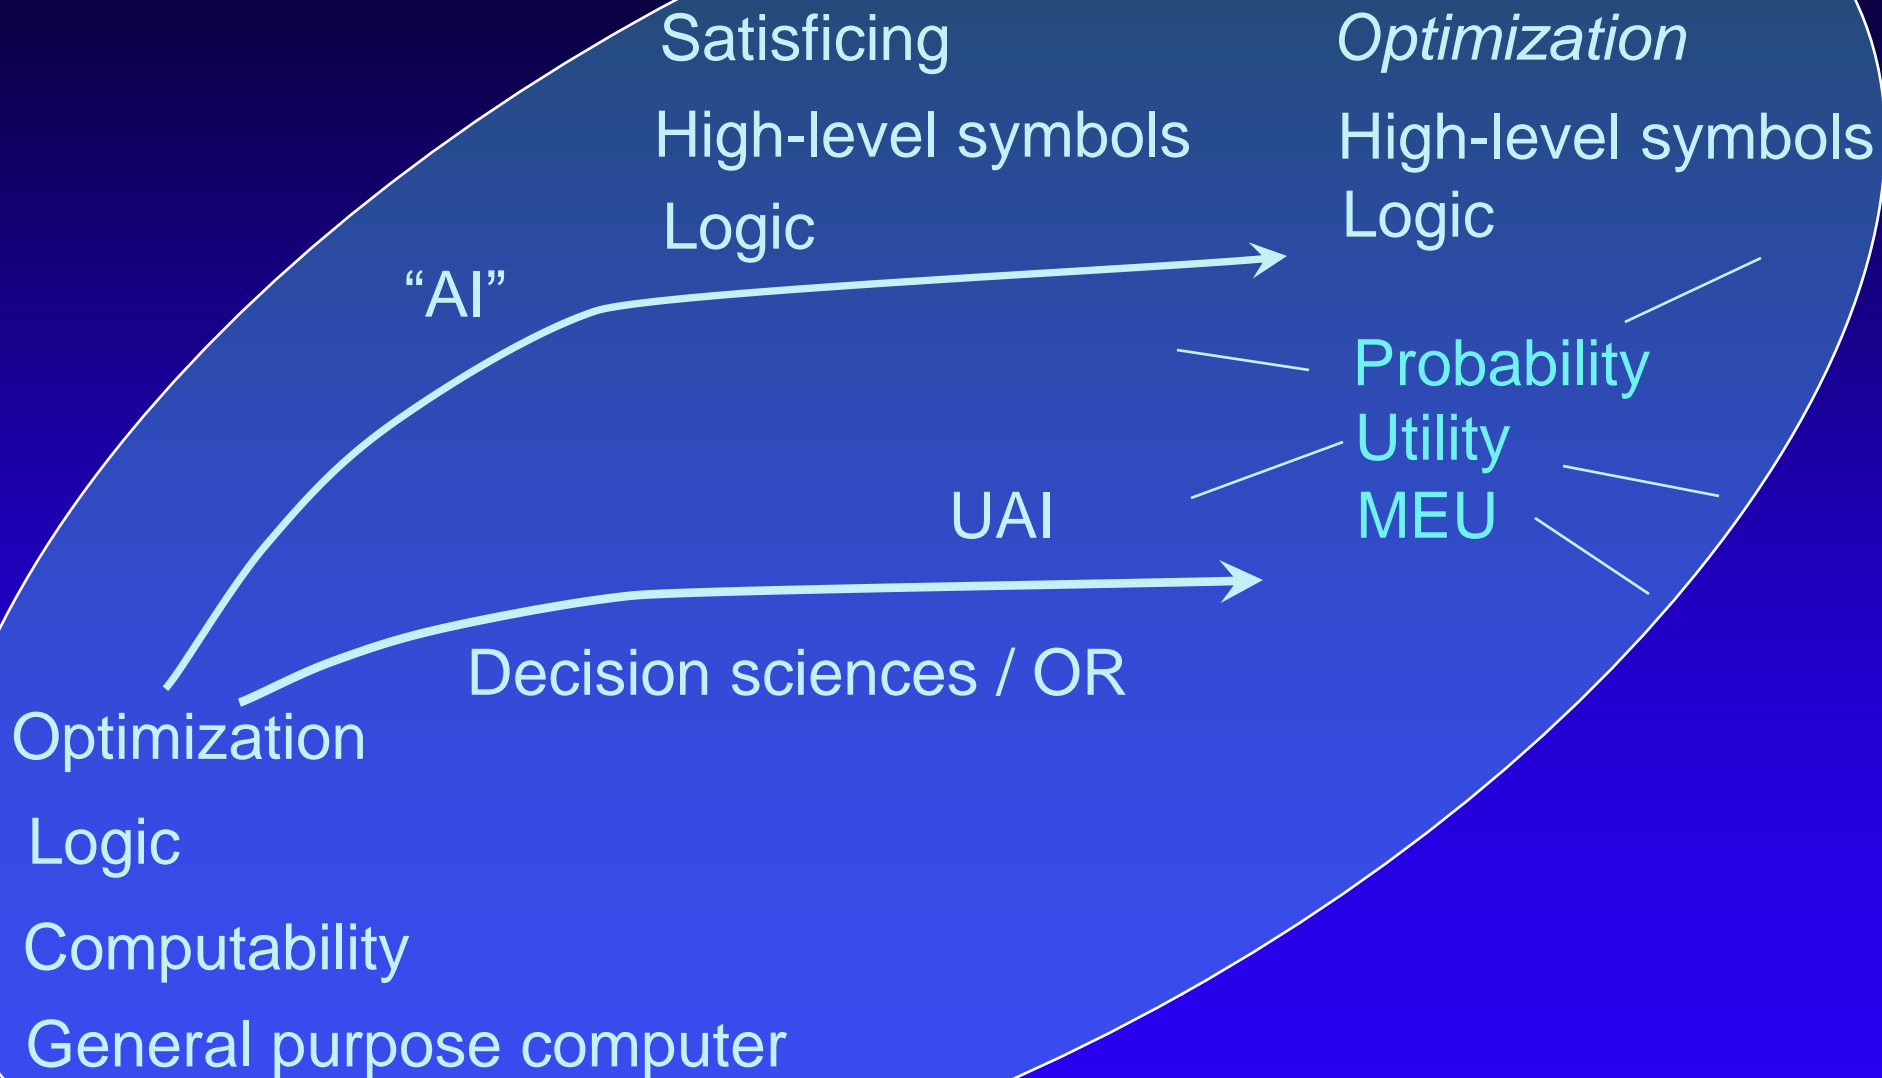 Satisficing
High-level symbols
Logic
Optimization
High-level symbols
Logic
“AI”
Probability
Utility
MEU
UAI
Decision sciences / OR
Optimization
Logic
Computability
General purpose computer